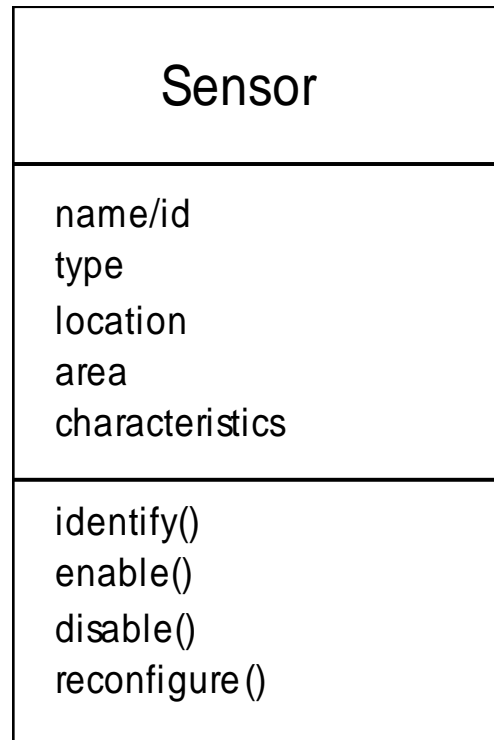 Sensor
name/id
type
location
area
characteristics
identify()
enable()
disable()
reconfigure()